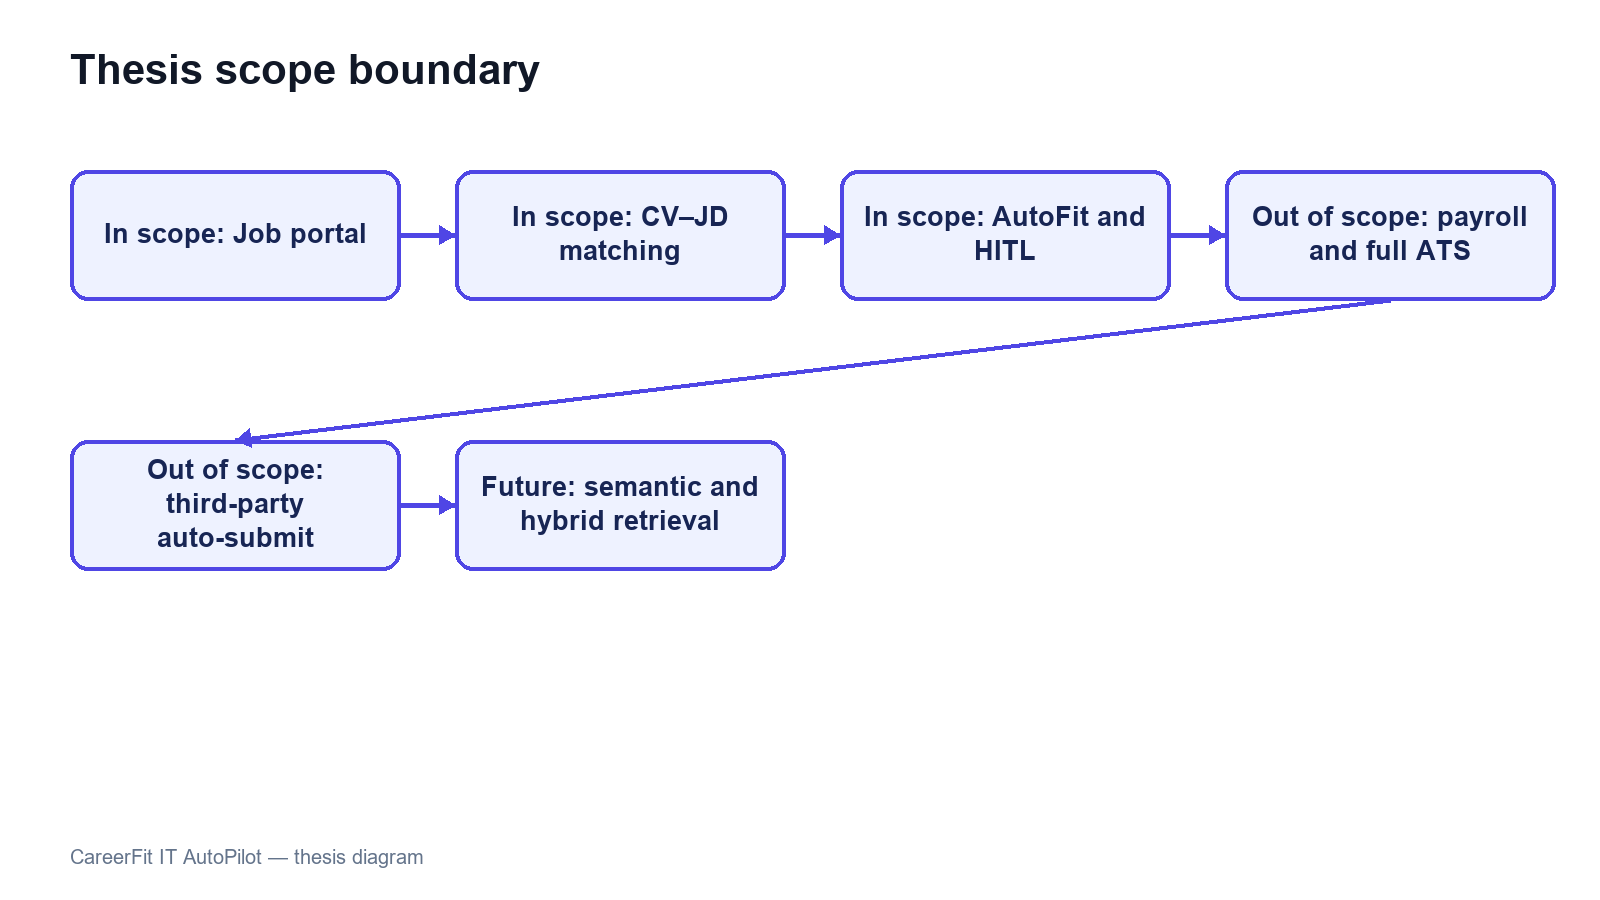 Thesis scope boundary
In scope: Job portal
In scope: CV–JD
matching
In scope: AutoFit and
HITL
Out of scope: payroll
and full ATS
Out of scope:
third-party
auto-submit
Future: semantic and
hybrid retrieval
CareerFit IT AutoPilot — thesis diagram